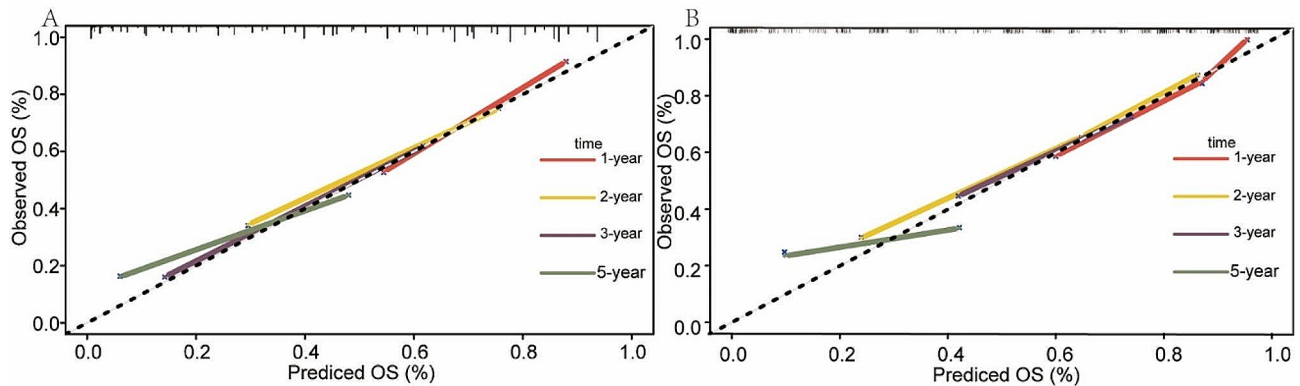 A
1.0
0.8
0.6
0.4
0.2
0.0
Observed OS (%)
time
1-year
2-year
3-year
5-year
0.0 0.2 0.4 0.6 0.8 1.0
Prediced OS (%)
B
1.0
0.8
0.6
0.4
0.2
0.0
Observed OS (%)
time
1-year
2-year
3-year
5-year
0.0 0.2 0.4 0.6 0.8 1.0
Prediced OS (%)